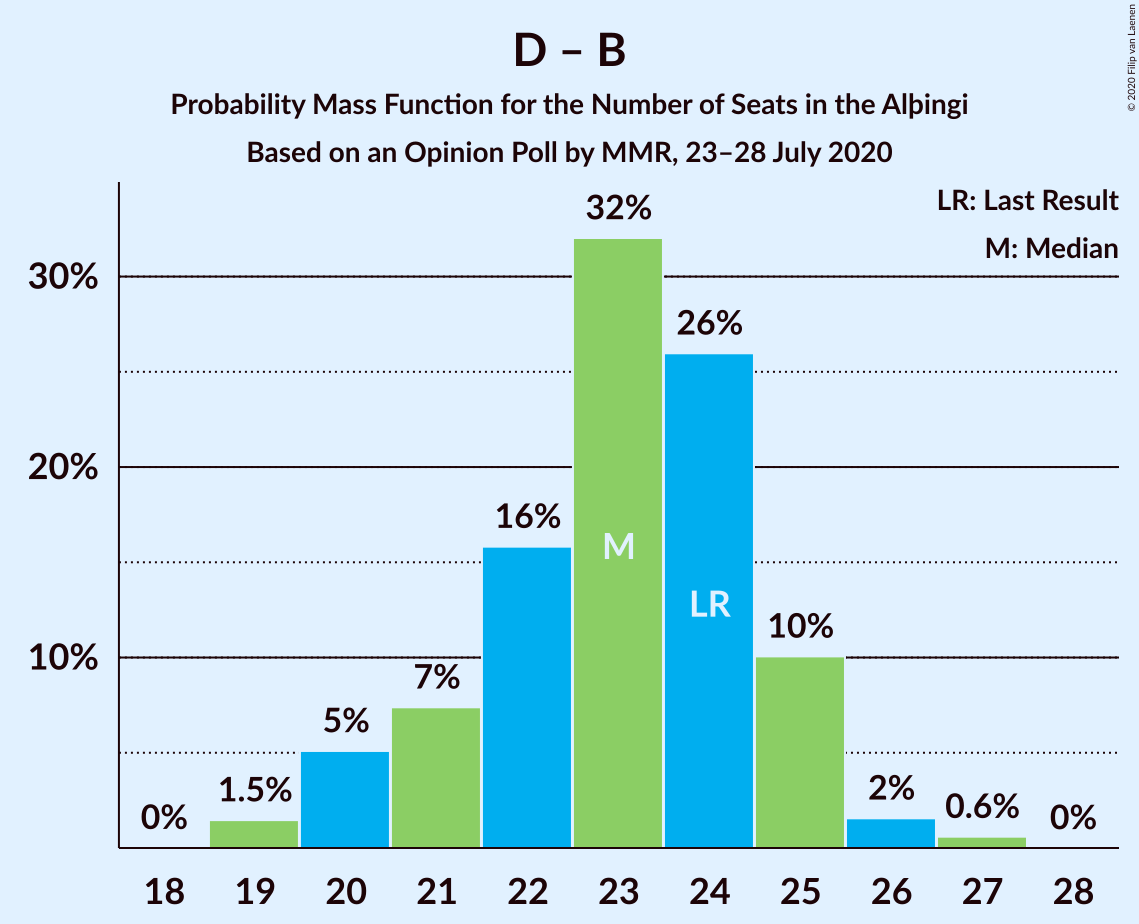 D – B
Probability Mass Function for the Number of Seats in the Alþingi
Based on an Opinion Poll by MMR, 23–28 July 2020
© 2020 Filip van Laenen
LR: Last Result
M: Median
32%
30%
26%
20%
16%
M
LR
10%
10%
7%
5%
1.5%
0%
2%
0.6%
0%
18 19 20 21 22 23 24 25 26 27 28